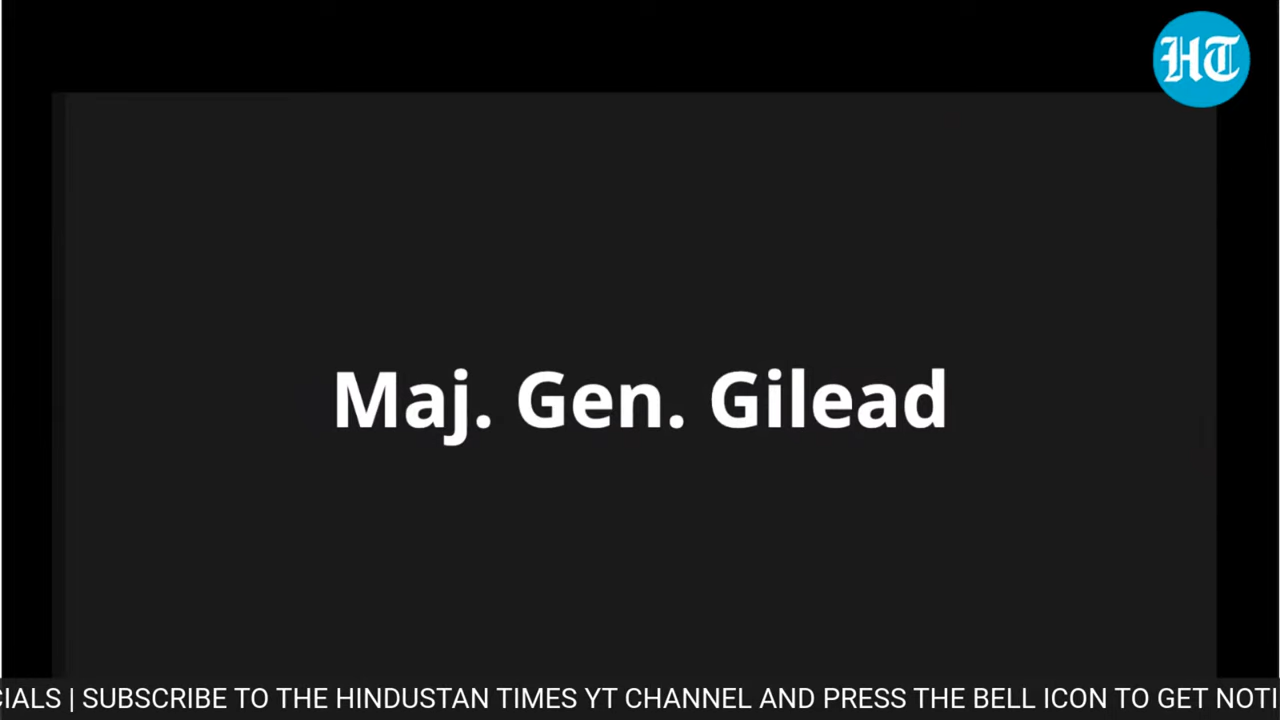 HT
Maj. Gen. Gilead
CIALS | SUBSCRIBE TO THE HINDUSTAN TIMES YT CHANNEL AND PRESS THE BELL ICON TO GET NOTI